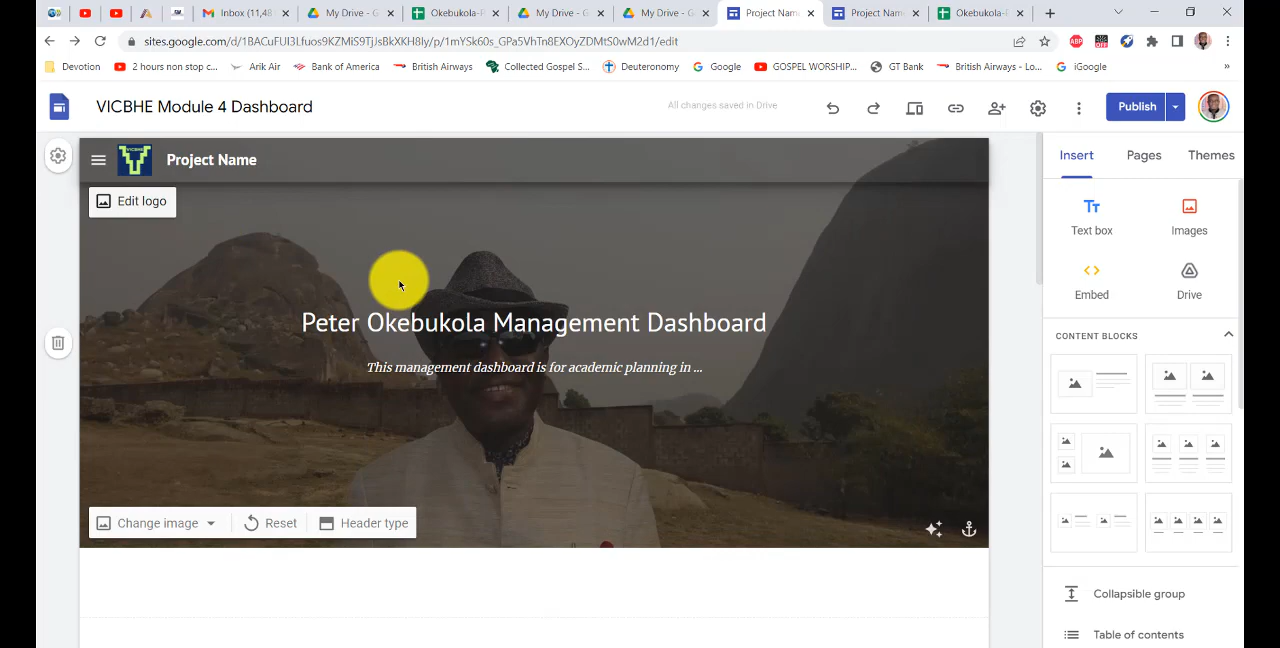 Inbox (11,48
My Drive - G
Okebukola-P
My Drive - G
My Drive - G
Project Name
Project Nam
Okebukola-
sites.google.com/d/1BACuFUI3Lfuos9KZMiS9TjJsBkXKH8Iy/p/1mYSk60s_GPa5VhTn8EXOyZDMtS0wM2d1/edit
Devotion
2 hours non stop c...
Arik Air
Bank of America
British Airways
Collected Gospel S...
Deuteronomy
Google
GOSPEL WORSHIP...
GT Bank
British Airways - Lo...
iGoogle
»
VICBHE Module 4 Dashboard
All changes saved in Drive
Publish
VICBHE
Project Name
Edit logo
Peter Okebukola Management Dashboard
This management dashboard is for academic planning in ...
Change image
Reset
Header type
Insert
Pages
Themes
Tт
Text box
Images
Embed
Drive
CONTENT BLOCKS
Collapsible group
Table of contents